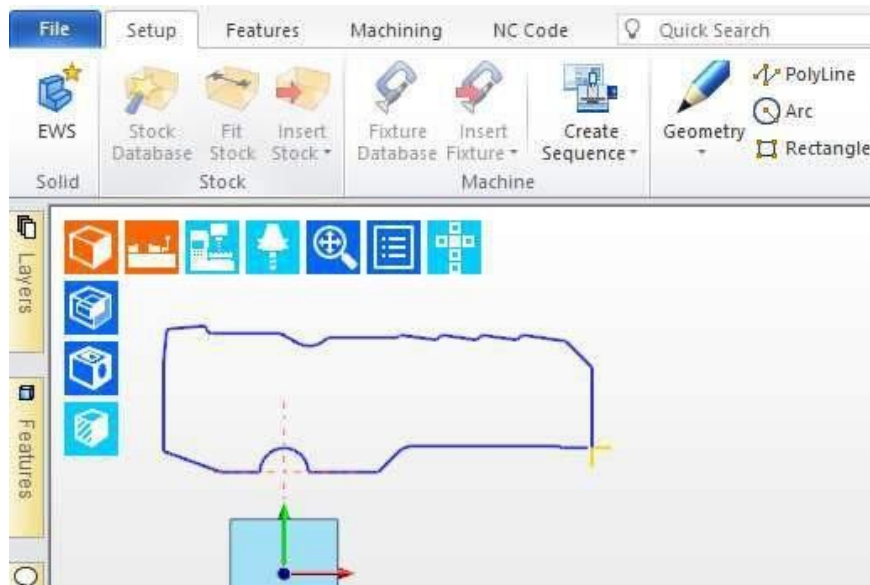 File Setup Features Machining NC Code Quick Search
EWS
Stock Database
Fit Stock
Insert Stock
Fixture Database
Insert Fixture
Create Sequence
Geometry
PolyLine
Arc
Rectangle
Solid Stock Machine
Layers
Features